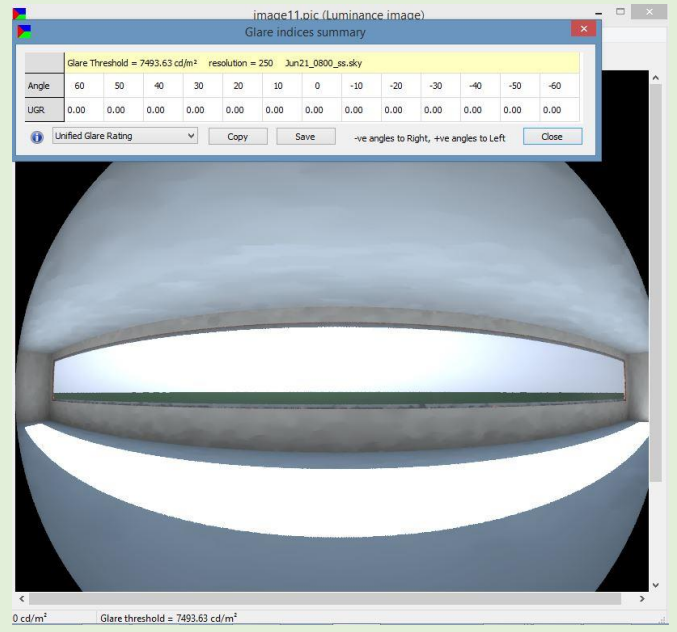 image11.pic (Luminance image)
Glare indices summary
Glare Threshold = 7493.63 cd/m² resolution = 250 Jun21_0800_ss.sky
Angle 60 50 40 30 20 10 0 -10 -20 -30 -40 -50 -60
UGR 0.00 0.00 0.00 0.00 0.00 0.00 0.00 0.00 0.00 0.00 0.00 0.00 0.00
Unified Glare Rating Copy Save -ve angles to Right, +ve angles to Left Close
0 cd/m² Glare threshold = 7493.63 cd/m²